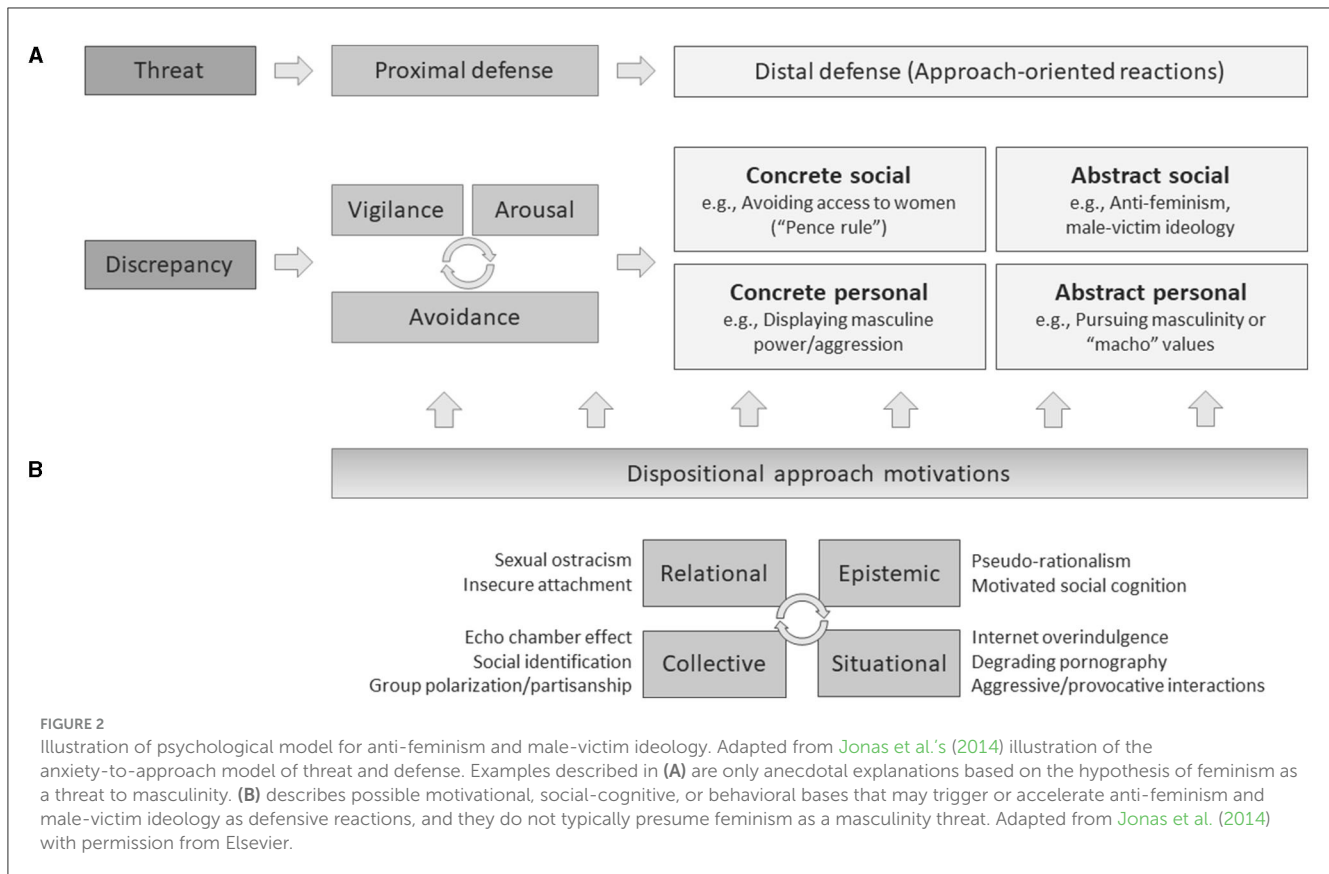 A
Threat
Proximal defense
Distal defense (Approach-oriented reactions)
Discrepancy
Vigilance
Arousal
Avoidance
Concrete social
e.g., Avoiding access to women
(“Pence rule”)
Abstract social
e.g., Anti-feminism,
male-victim ideology
Concrete personal
e.g., Displaying masculine
power/aggression
Abstract personal
e.g., Pursuing masculinity or
“macho” values
B
Dispositional approach motivations
Sexual ostracism
Insecure attachment
Relational
Epistemic
Pseudo-rationalism
Motivated social cognition
Echo chamber effect
Social identification
Group polarization/partisanship
Collective
Situational
Internet overindulgence
Degrading pornography
Aggressive/provocative interactions
FIGURE 2
Illustration of psychological model for anti-feminism and male-victim ideology. Adapted from Jonas et al.‘s (2014) illustration of the
anxiety-to-approach model of threat and defense. Examples described in (A) are only anecdotal explanations based on the hypothesis of feminism as
a threat to masculinity. (B) describes possible motivational, social-cognitive, or behavioral bases that may trigger or accelerate anti-feminism and
male-victim ideology as defensive reactions, and they do not typically presume feminism as a masculinity threat. Adapted from Jonas et al. (2014)
with permission from Elsevier.